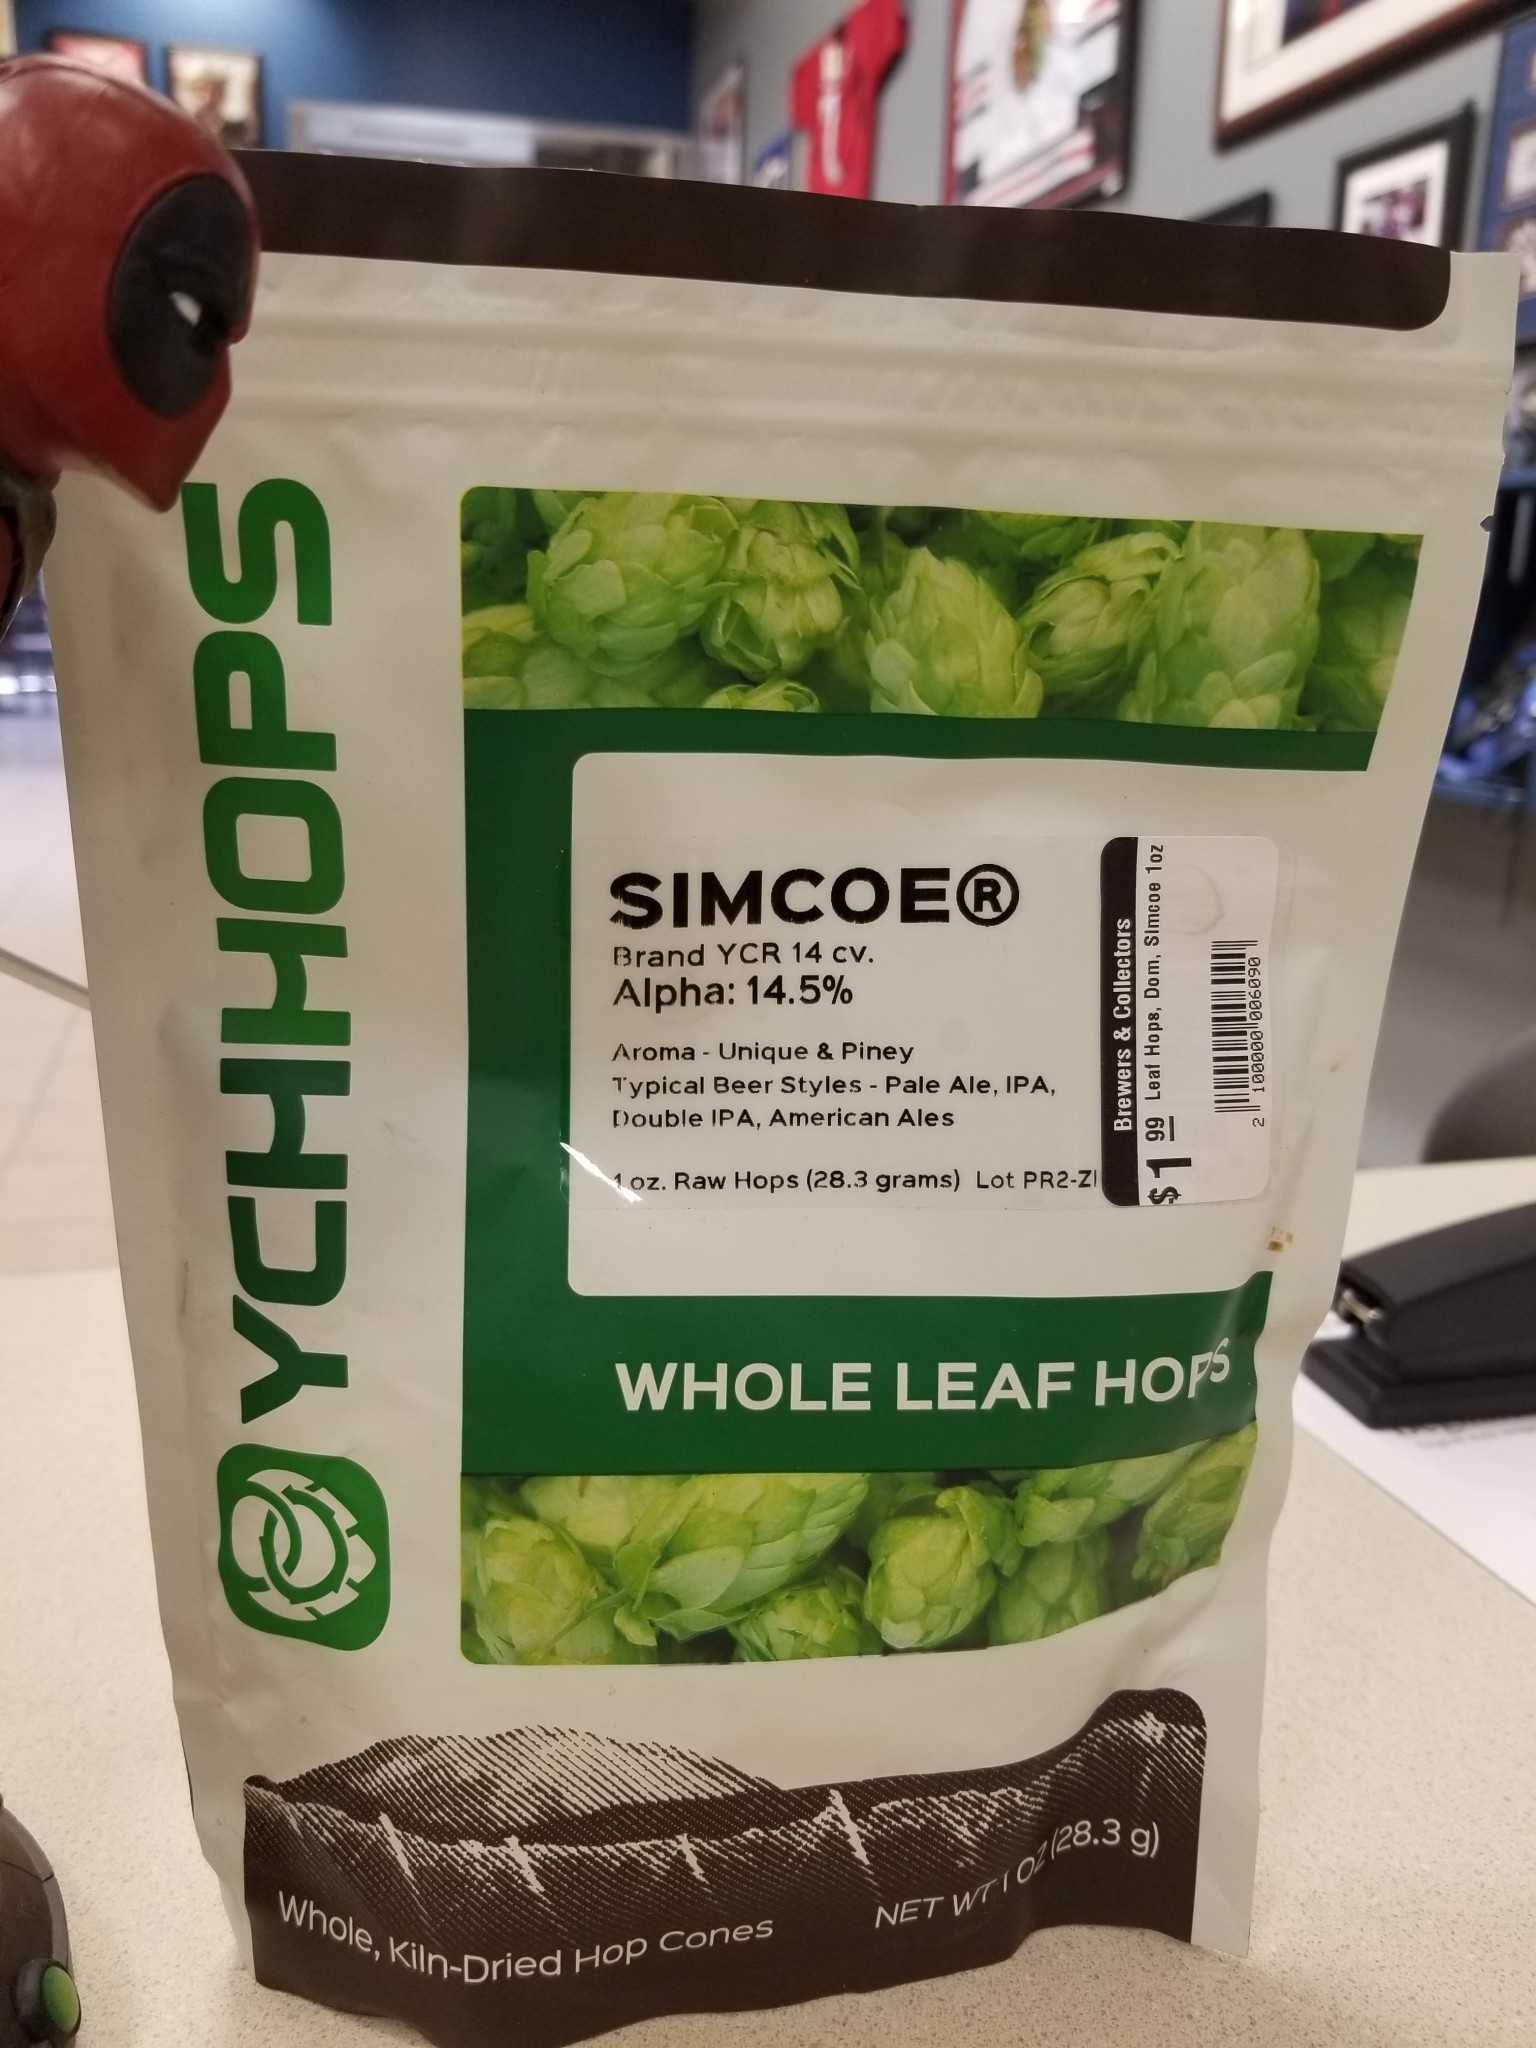 YCHHOPS
SIMCOE®
Brand YCR 14 cv.
Alpha: 14.5%
Aroma - Unique & Piney
Typical Beer Styles - Pale Ale, IPA,
Double IPA, American Ales
1 oz. Raw Hops (28.3 grams) Lot PR2-Z
Brewers & Collectors
$1 99 Leaf Hops, Dom, SImcoe 1oz
2 100000 006090
WHOLE LEAF HOPS
Whole, Kiln-Dried Hop Cones
NET WT 1 OZ (28.3 g)